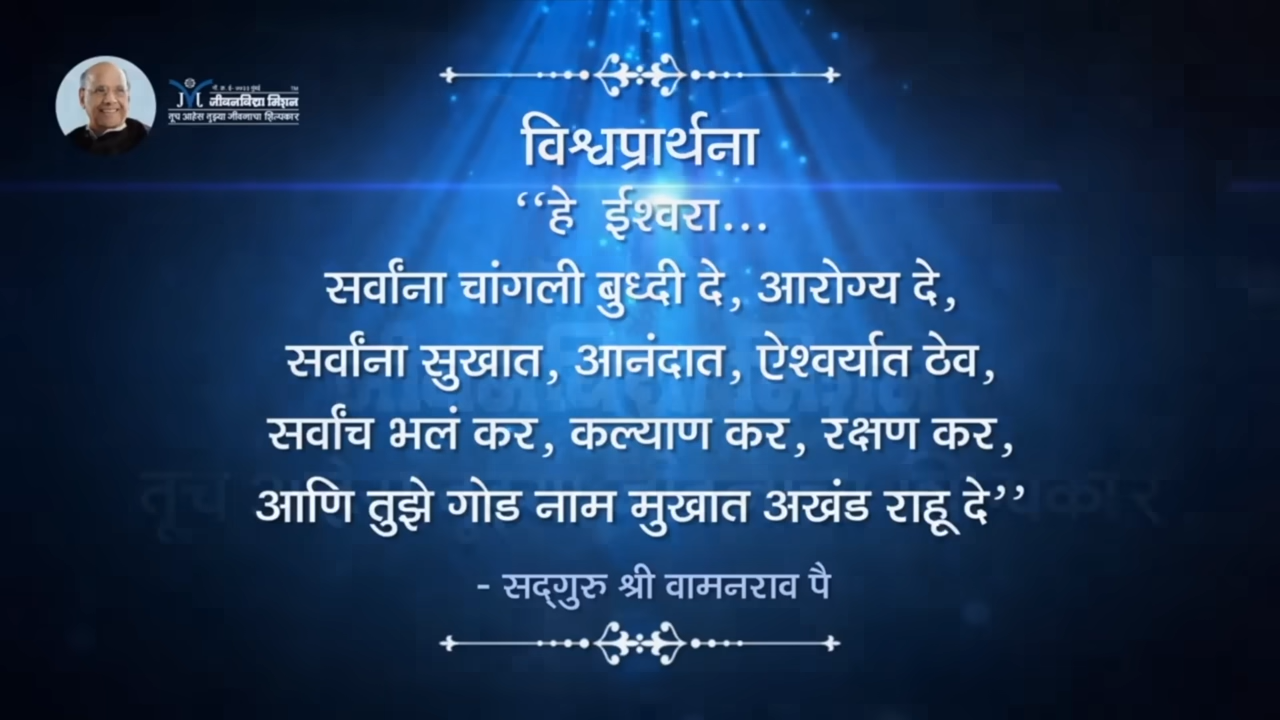 जीवनविद्या मिशन
तूच आहेस तुझ्या जीवनाचा शिल्पकार
विश्वप्रार्थना
‘‘हे ईश्वरा...
सर्वांना चांगली बुध्दी दे, आरोग्य दे,
सर्वांना सुखात, आनंदात, ऐश्वर्यात ठेव,
सर्वांच भलं कर, कल्याण कर, रक्षण कर,
आणि तुझे गोड नाम मुखात अखंड राहू दे’’
- सद्‌गुरु श्री वामनराव पै